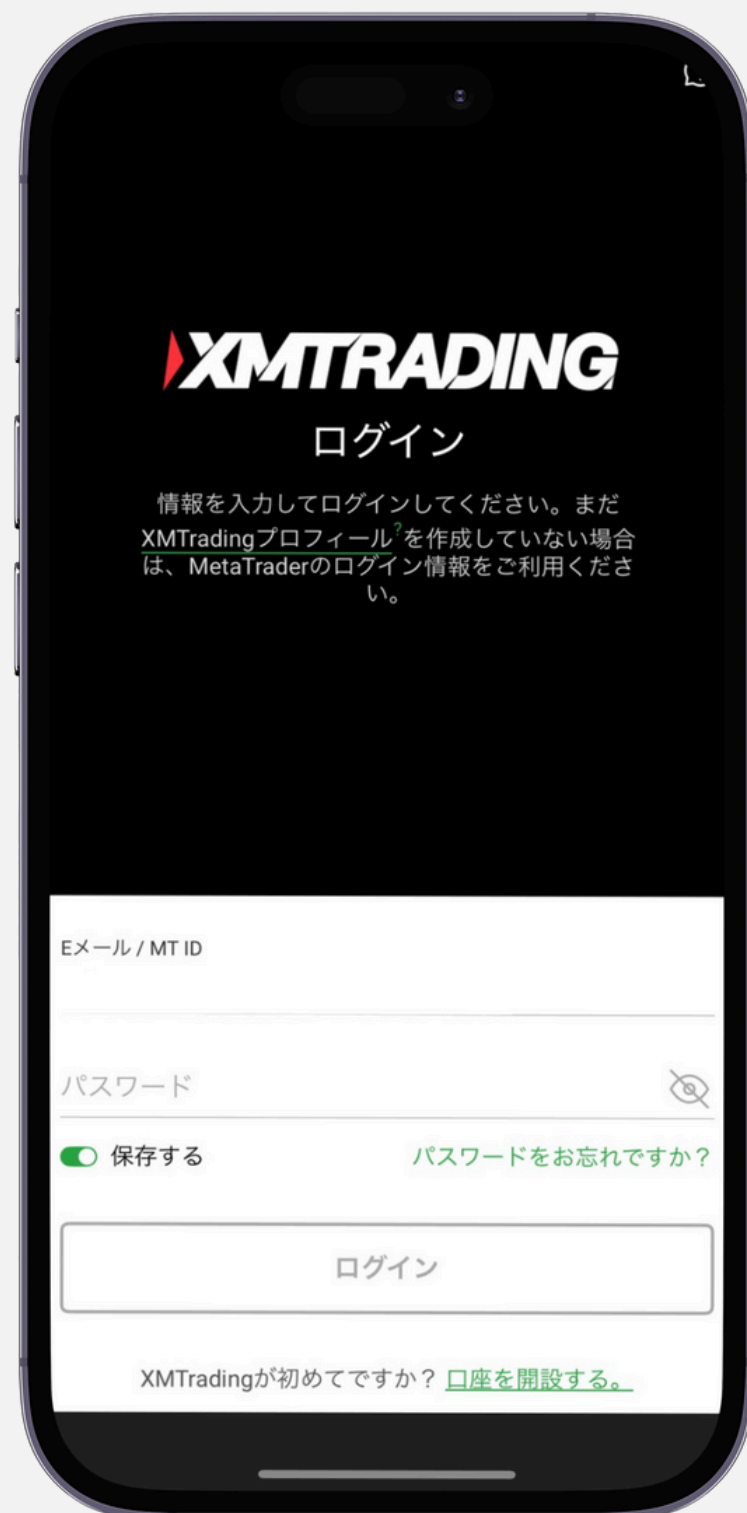 XMTRADING
ログイン
情報を入力してログインしてください。まだ
XMTradingプロフィール?を作成していない場合
は、MetaTraderのログイン情報をご利用くださ
い。
Eメール / MT ID
パスワード
保存する
パスワードをお忘れですか?
ログイン
XMTradingが初めてですか? 口座を開設する。